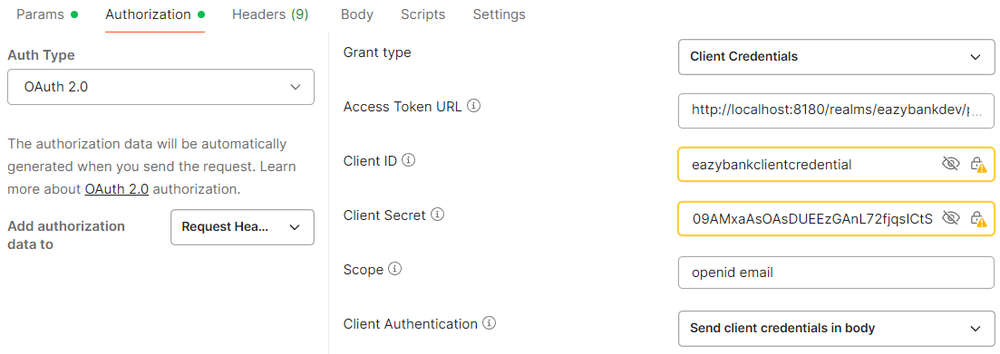 Params Authorization Headers (9) Body Scripts Settings
Auth Type
OAuth 2.0
The authorization data will be automatically
generated when you send the request. Learn
more about OAuth 2.0 authorization.
Add authorization
data to
Request Hea...
Grant type
Client Credentials
Access Token URL
http://localhost:8180/realms/eazybankdev/p...
Client ID
eazybankclientcredential
Client Secret
09AMxaAsOAsDUEEzGAnL72fjqsICtS
Scope
openid email
Client Authentication
Send client credentials in body